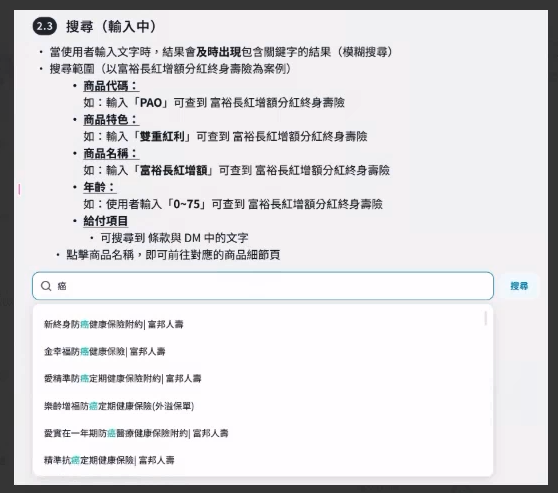 2.3 搜尋（輸入中）
• 當使用者輸入文字時，結果會及時出現包含關鍵字的結果（模糊搜尋）
• 搜尋範圍（以富裕長紅增額分紅終身壽險為案例）
• 商品代碼：
如：輸入「PAO」可查到 富裕長紅增額分紅終身壽險
• 商品特色：
如：輸入「雙重紅利」可查到 富裕長紅增額分紅終身壽險
• 商品名稱：
如：輸入「富裕長紅增額」可查到 富裕長紅增額分紅終身壽險
• 年齡：
如：使用者輸入「0~75」可查到 富裕長紅增額分紅終身壽險
• 給付項目
• 可搜尋到 條款與 DM 中的文字
• 點擊商品名稱，即可前往對應的商品細節頁
癌
搜尋
新終身防癌健康保險附約| 富邦人壽
金幸福防癌健康保險| 富邦人壽
愛精準防癌定期健康保險附約| 富邦人壽
樂齡增福防癌定期健康保險(外溢保單)
愛實在一年期防癌醫療健康保險附約| 富邦人壽
精準抗癌定期健康保險| 富邦人壽